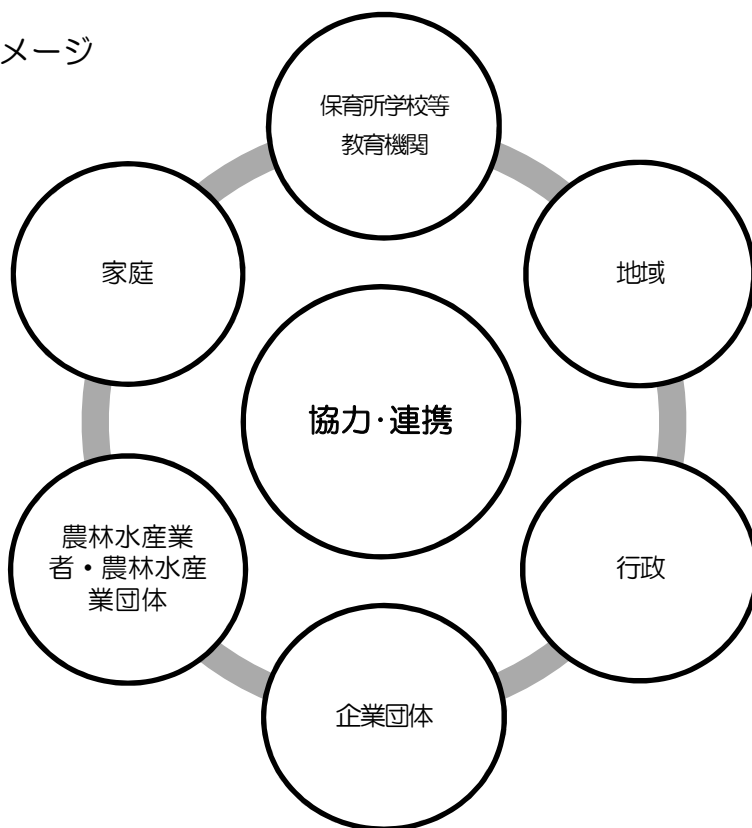 メージ
保育所学校等
教育機関
家庭
地域
協力・連携
農林水産業
者・農林水産
業団体
行政
企業団体